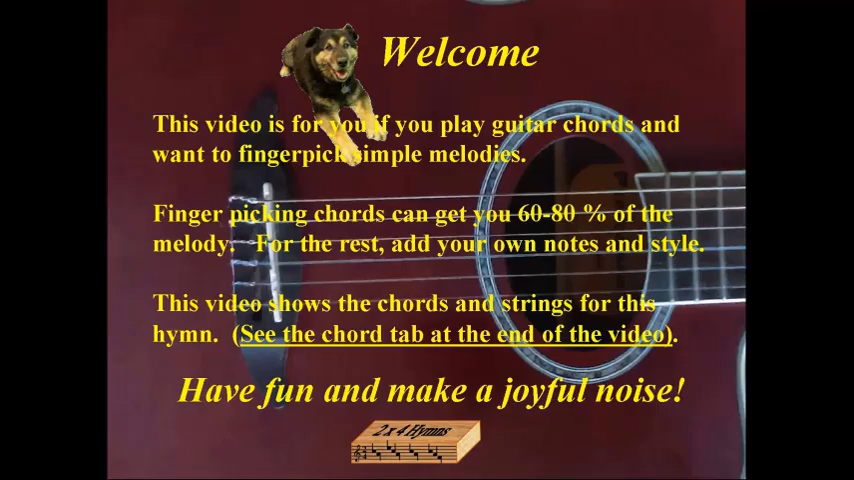 Welcome
This video is for you if you play guitar chords and
want to fingerpick simple melodies.
Finger picking chords can get you 60-80 % of the
melody.  For the rest, add your own notes and style.
This video shows the chords and strings for this
hymn.  (See the chord tab at the end of the video).
Have fun and make a joyful noise!
2 x 4 Hymns